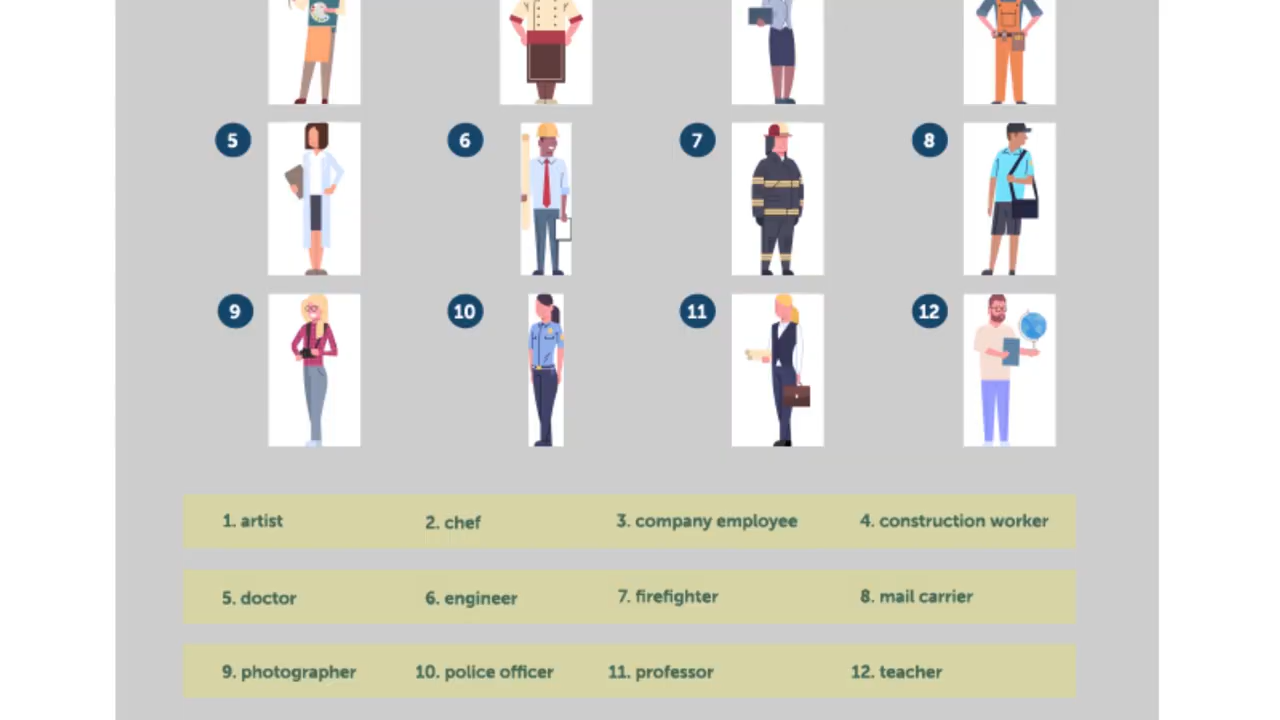 5 6 7 8
9 10 11 12
1. artist 2. chef 3. company employee 4. construction worker
5. doctor 6. engineer 7. firefighter 8. mail carrier
9. photographer 10. police officer 11. professor 12. teacher